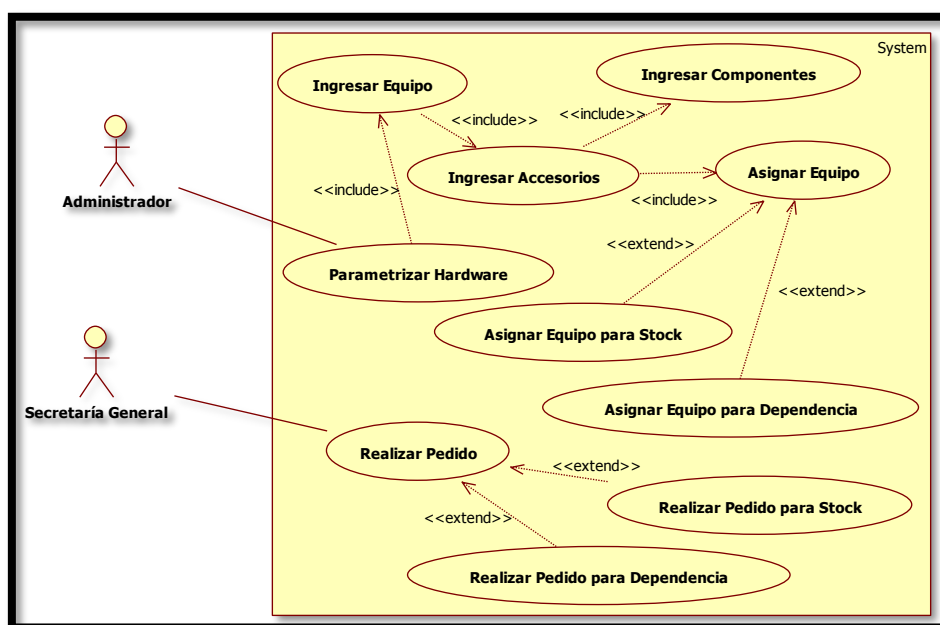 System
Ingresar Equipo
Ingresar Componentes
<<include>>
<<include>>
Ingresar Accesorios
Asignar Equipo
Administrador
<<include>>
<<include>>
<<extend>>
Parametrizar Hardware
<<extend>>
Asignar Equipo para Stock
Secretaría General
Asignar Equipo para Dependencia
Realizar Pedido
<<extend>>
Realizar Pedido para Stock
<<extend>>
Realizar Pedido para Dependencia